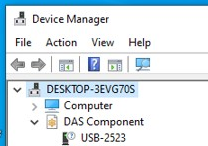 Device Manager
File Action View Help
DESKTOP-3EVG70S
Computer
DAS Component
USB-2523